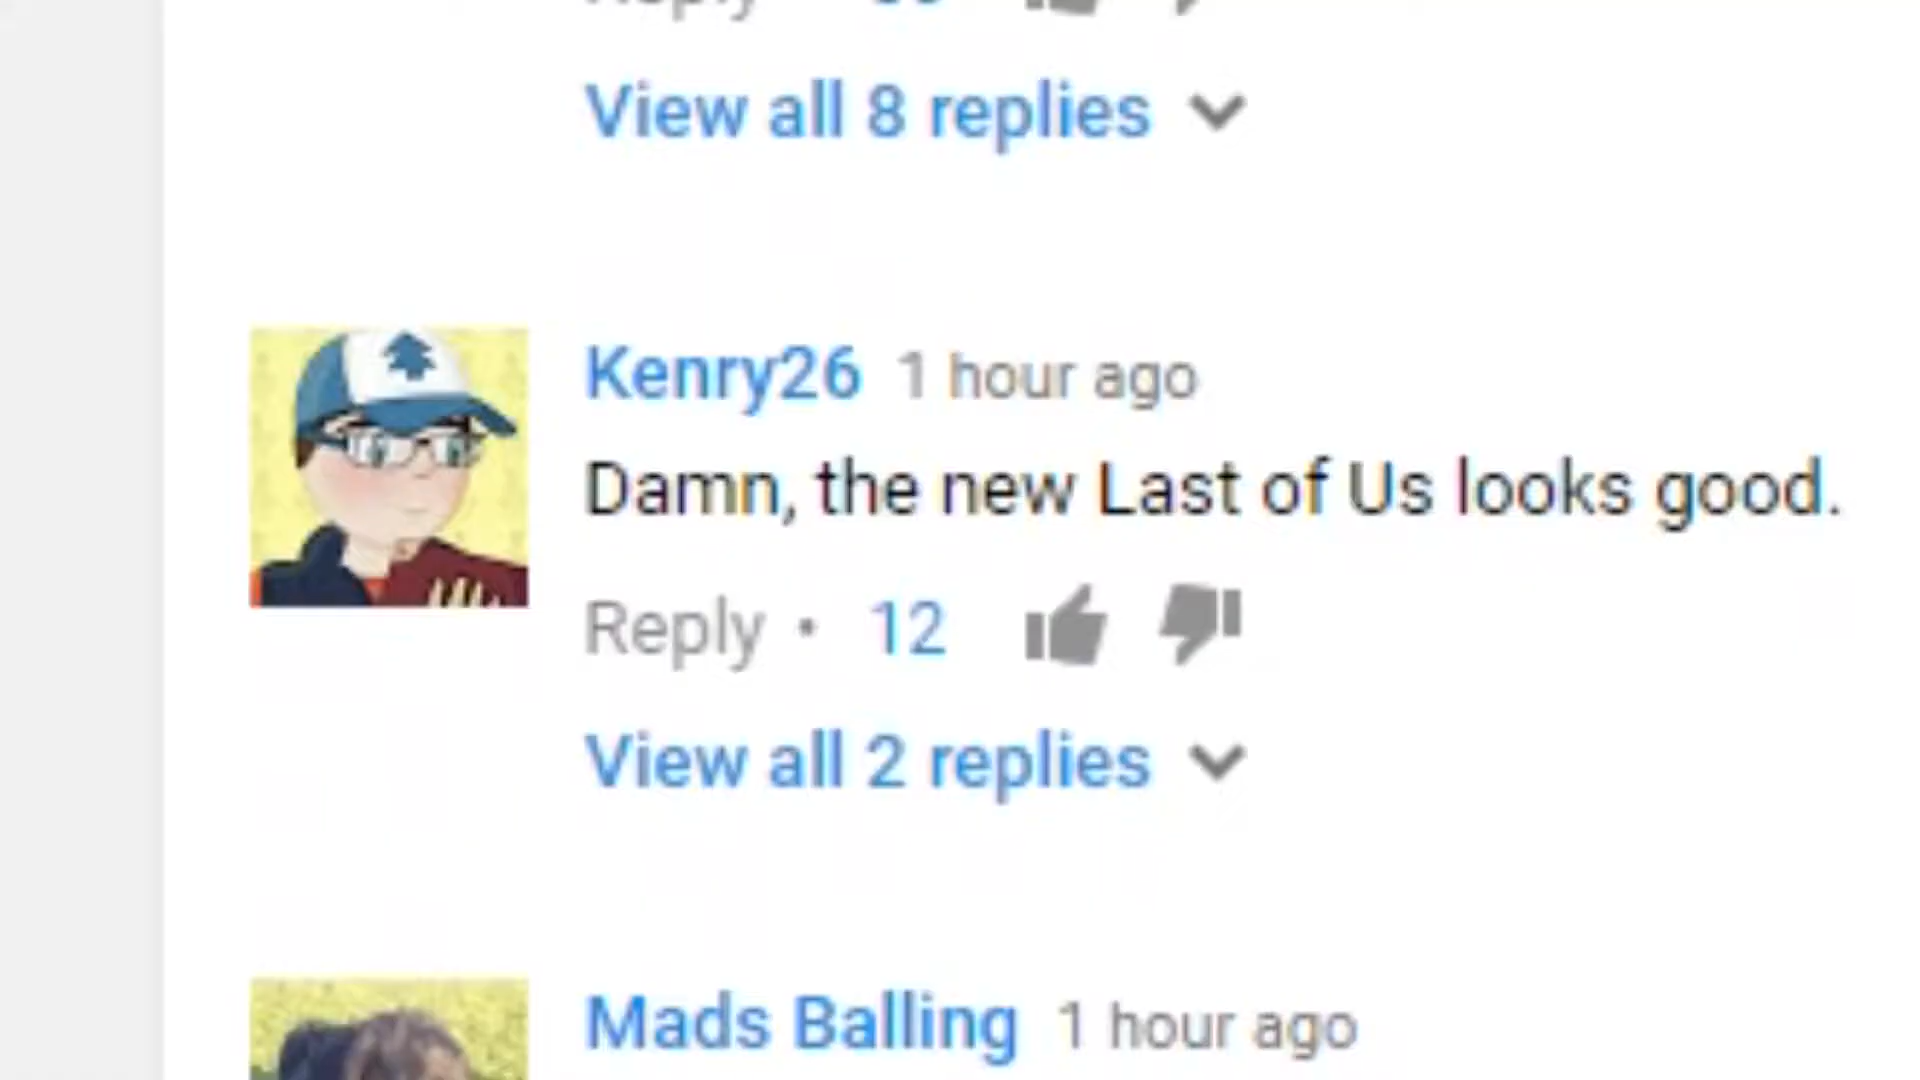 View all 8 replies
Kenry26 1 hour ago
Damn, the new Last of Us looks good.
Reply • 12
View all 2 replies
Mads Balling 1 hour ago